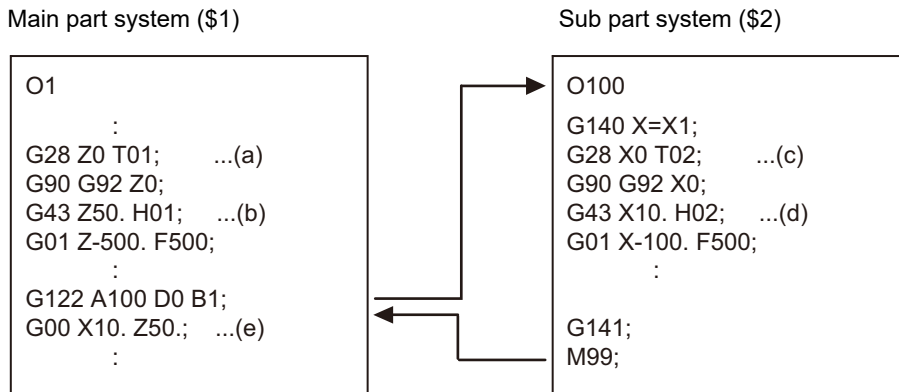 Main part system ($1)
O1
:
G28 Z0 T01; ...(a)
G90 G92 Z0;
G43 Z50. H01; ...(b)
G01 Z-500. F500;
:
G122 A100 D0 B1;
G00 X10. Z50.; ...(e)
:
Sub part system ($2)
O100
G140 X=X1;
G28 X0 T02; ...(c)
G90 G92 X0;
G43 X10. H02; ...(d)
G01 X-100. F500;
:
G141;
M99;